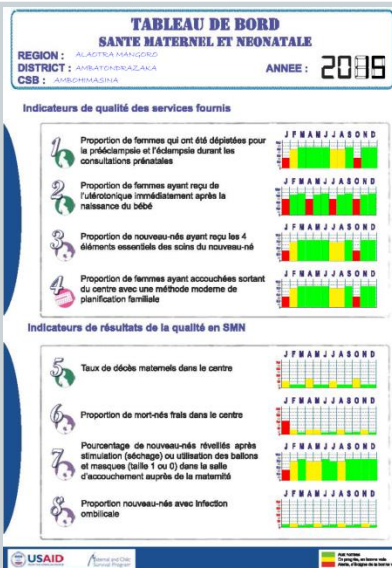 TABLEAU DE BORD
SANTE MATERNEL ET NEONATALE
REGION : ALAOTRA MANGORO
DISTRICT : AMBATONDRAZAKA
ANNEE :
CSB : AMBOHIMASINA
Indicateurs de qualité des services fournis
1 Proportion de femmes qui ont été dépistées pour
la prééclampsie et l'éclampsie durant les
consultations prénatales
J F M A M J J A S O N D
2 Proportion de femmes ayant reçu de
l'utérotonique immédiatement après la
naissance du bébé
J F M A M J J A S O N D
3 Proportion de nouveau-nés ayant reçu les 4
éléments essentiels des soins du nouveau-né
J F M A M J J A S O N D
4 Proportion de femmes ayant accouchées sortant
du centre avec une méthode moderne de
planification familiale
J F M A M J J A S O N D
Indicateurs de résultats de la qualité en SMN
5 Taux de décès maternels dans le centre
J F M A M J J A S O N D
6 Proportion de mort-nés frais dans le centre
J F M A M J J A S O N D
7 Pourcentage de nouveau-nés réveillés après
stimulation (séchage) ou utilisation des ballons
et masques (taille 1 ou 0) dans la salle
d'accouchement auprès de la maternité
J F M A M J J A S O N D
8 Proportion nouveau-nés avec infection
ombilicale
J F M A M J J A S O N D
USAID
Maternal and Child
Survival Program